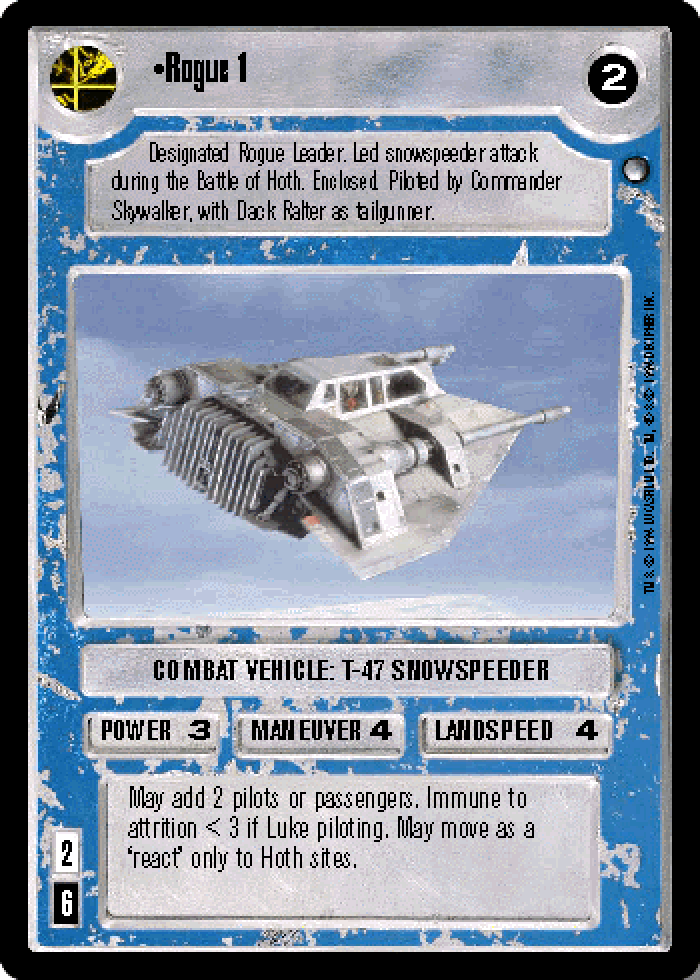 •Rogue 1
2
Designated Rogue Leader. Led snowspeeder attack
during the Battle of Hoth. Enclosed. Piloted by Commander
Skywalker, with Dack Ralter as tailgunner.
COMBAT VEHICLE: T-47 SNOWSPEEDER
POWER 3
MANEUVER 4
LANDSPEED 4
May add 2 pilots or passengers. Immune to
attrition < 3 if Luke piloting. May move as a
'react' only to Hoth sites.
2
6